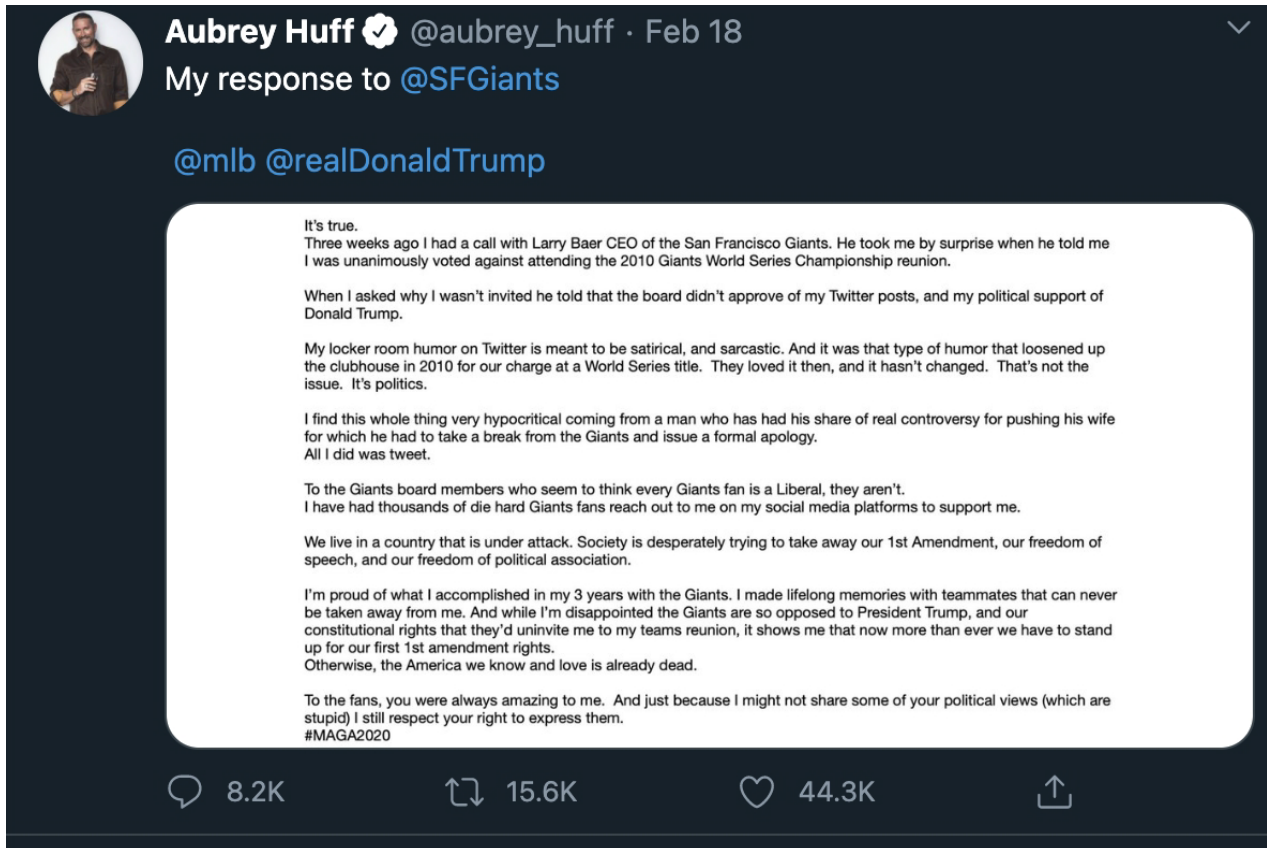 Aubrey Huff @aubrey_huff · Feb 18
My response to @SFGiants
@mlb @realDonaldTrump
It's true.
Three weeks ago I had a call with Larry Baer CEO of the San Francisco Giants. He took me by surprise when he told me
I was unanimously voted against attending the 2010 Giants World Series Championship reunion.
When I asked why I wasn't invited he told that the board didn't approve of my Twitter posts, and my political support of
Donald Trump.
My locker room humor on Twitter is meant to be satirical, and sarcastic. And it was that type of humor that loosened up
the clubhouse in 2010 for our charge at a World Series title.  They loved it then, and it hasn't changed.  That's not the
issue.  It's politics.
I find this whole thing very hypocritical coming from a man who has had his share of real controversy for pushing his wife
for which he had to take a break from the Giants and issue a formal apology.
All I did was tweet.
To the Giants board members who seem to think every Giants fan is a Liberal, they aren't.
I have had thousands of die hard Giants fans reach out to me on my social media platforms to support me.
We live in a country that is under attack. Society is desperately trying to take away our 1st Amendment, our freedom of
speech, and our freedom of political association.
I'm proud of what I accomplished in my 3 years with the Giants. I made lifelong memories with teammates that can never
be taken away from me. And while I'm disappointed the Giants are so opposed to President Trump, and our
constitutional rights that they'd uninvite me to my teams reunion, it shows me that now more than ever we have to stand
up for our first 1st amendment rights.
Otherwise, the America we know and love is already dead.
To the fans, you were always amazing to me.  And just because I might not share some of your political views (which are
stupid) I still respect your right to express them.
#MAGA2020
8.2K 15.6K 44.3K